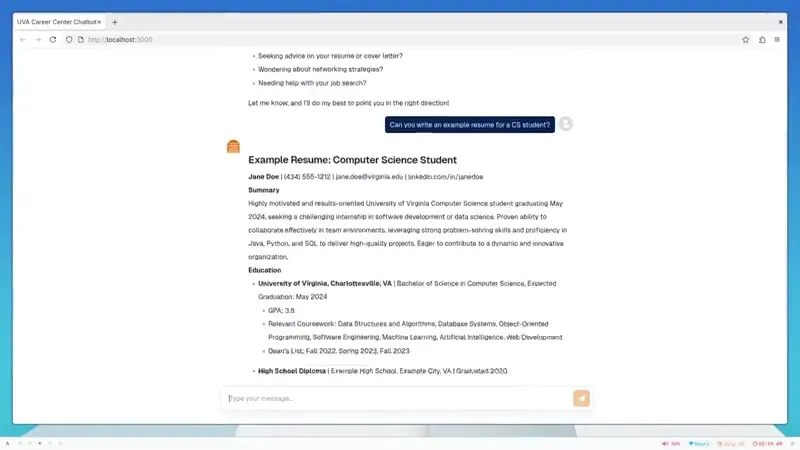 UVA Career Center Chatbot
http://localhost:3000
Seeking advice on your resume or cover letter?
Wondering about networking strategies?
Needing help with your job search?
Let me know, and I'll do my best to point you in the right direction!
Can you write an example resume for a CS student?
Example Resume: Computer Science Student
Jane Doe | (434) 555-1212 | jane.doe@virginia.edu | linkedin.com/in/janedoe
Summary
Highly motivated and results-oriented University of Virginia Computer Science student graduating May
2024, seeking a challenging internship in software development or data science. Proven ability to
collaborate effectively in team environments, leveraging strong problem-solving skills and proficiency in
Java, Python, and SQL to deliver high-quality projects. Eager to contribute to a dynamic and innovative
organization.
Education
University of Virginia, Charlottesville, VA | Bachelor of Science in Computer Science, Expected
Graduation: May 2024
GPA: 3.8
Relevant Coursework: Data Structures and Algorithms, Database Systems, Object-Oriented
Programming, Software Engineering, Machine Learning, Artificial Intelligence, Web Development
Dean's List: Fall 2022, Spring 2023, Fall 2023
High School Diploma | Example High School, Example City, VA | Graduated 2020
Type your message...